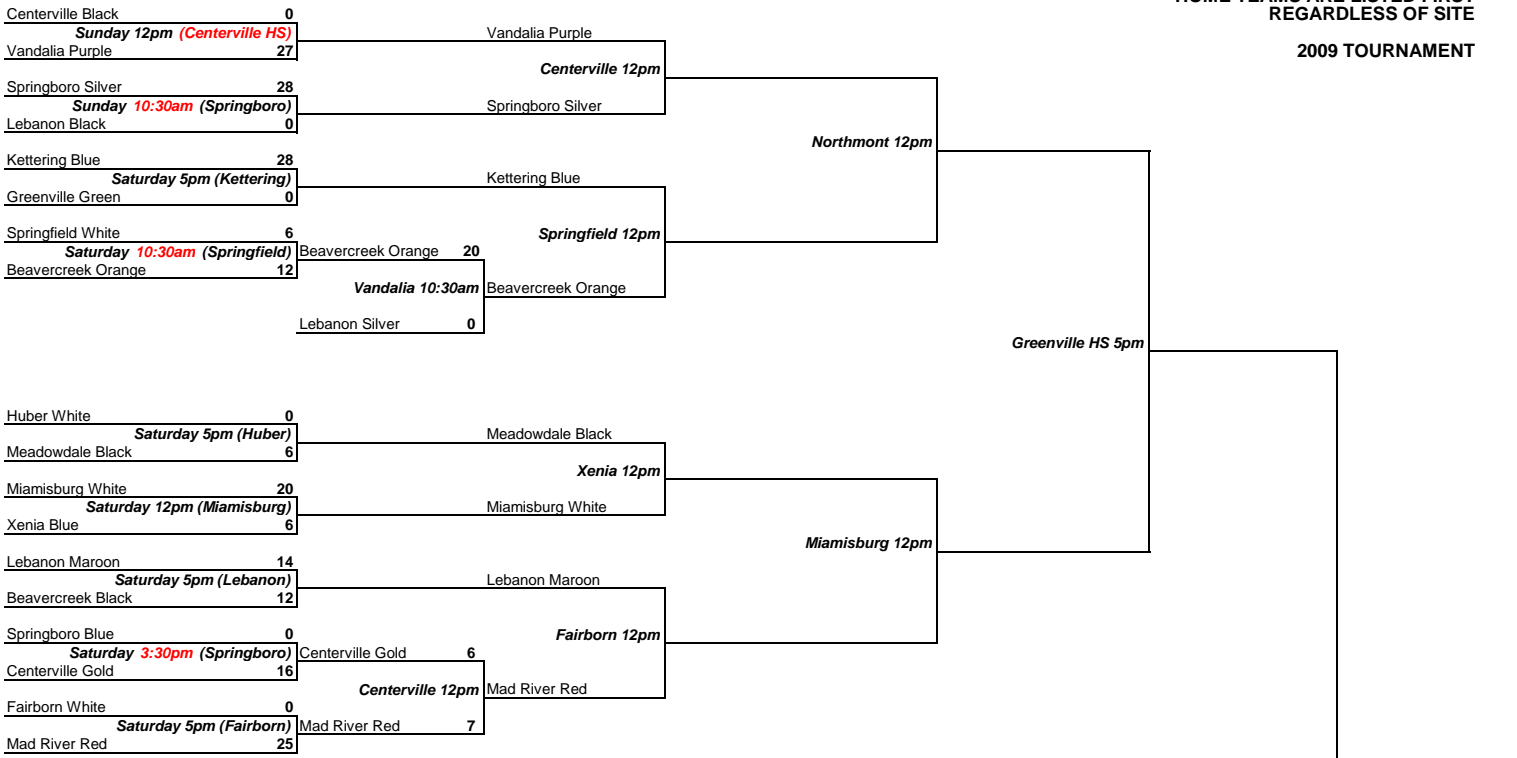 HOME TEAMS ARE LISTED FIRST
REGARDLESS OF SITE
2009 TOURNAMENT
Centerville Black 0
Sunday 12pm (Centerville HS)
Vandalia Purple 27
Vandalia Purple
Centerville 12pm
Springboro Silver 28
Sunday 10:30am (Springboro)
Lebanon Black 0
Springboro Silver
Northmont 12pm
Kettering Blue 28
Saturday 5pm (Kettering)
Greenville Green 0
Kettering Blue
Springfield 12pm
Springfield White 6
Saturday 10:30am (Springfield)
Beavercreek Orange 12
Beavercreek Orange 20
Vandalia 10:30am
Beavercreek Orange
Lebanon Silver 0
Greenville HS 5pm
Huber White 0
Saturday 5pm (Huber)
Meadowdale Black 6
Meadowdale Black
Xenia 12pm
Miamisburg White 20
Saturday 12pm (Miamisburg)
Xenia Blue 6
Miamisburg White
Miamisburg 12pm
Lebanon Maroon 14
Saturday 5pm (Lebanon)
Beavercreek Black 12
Lebanon Maroon
Fairborn 12pm
Springboro Blue 0
Saturday 3:30pm (Springboro)
Centerville Gold 16
Centerville Gold 6
Centerville 12pm
Mad River Red
Fairborn White 0
Saturday 5pm (Fairborn)
Mad River Red 25
Mad River Red 7